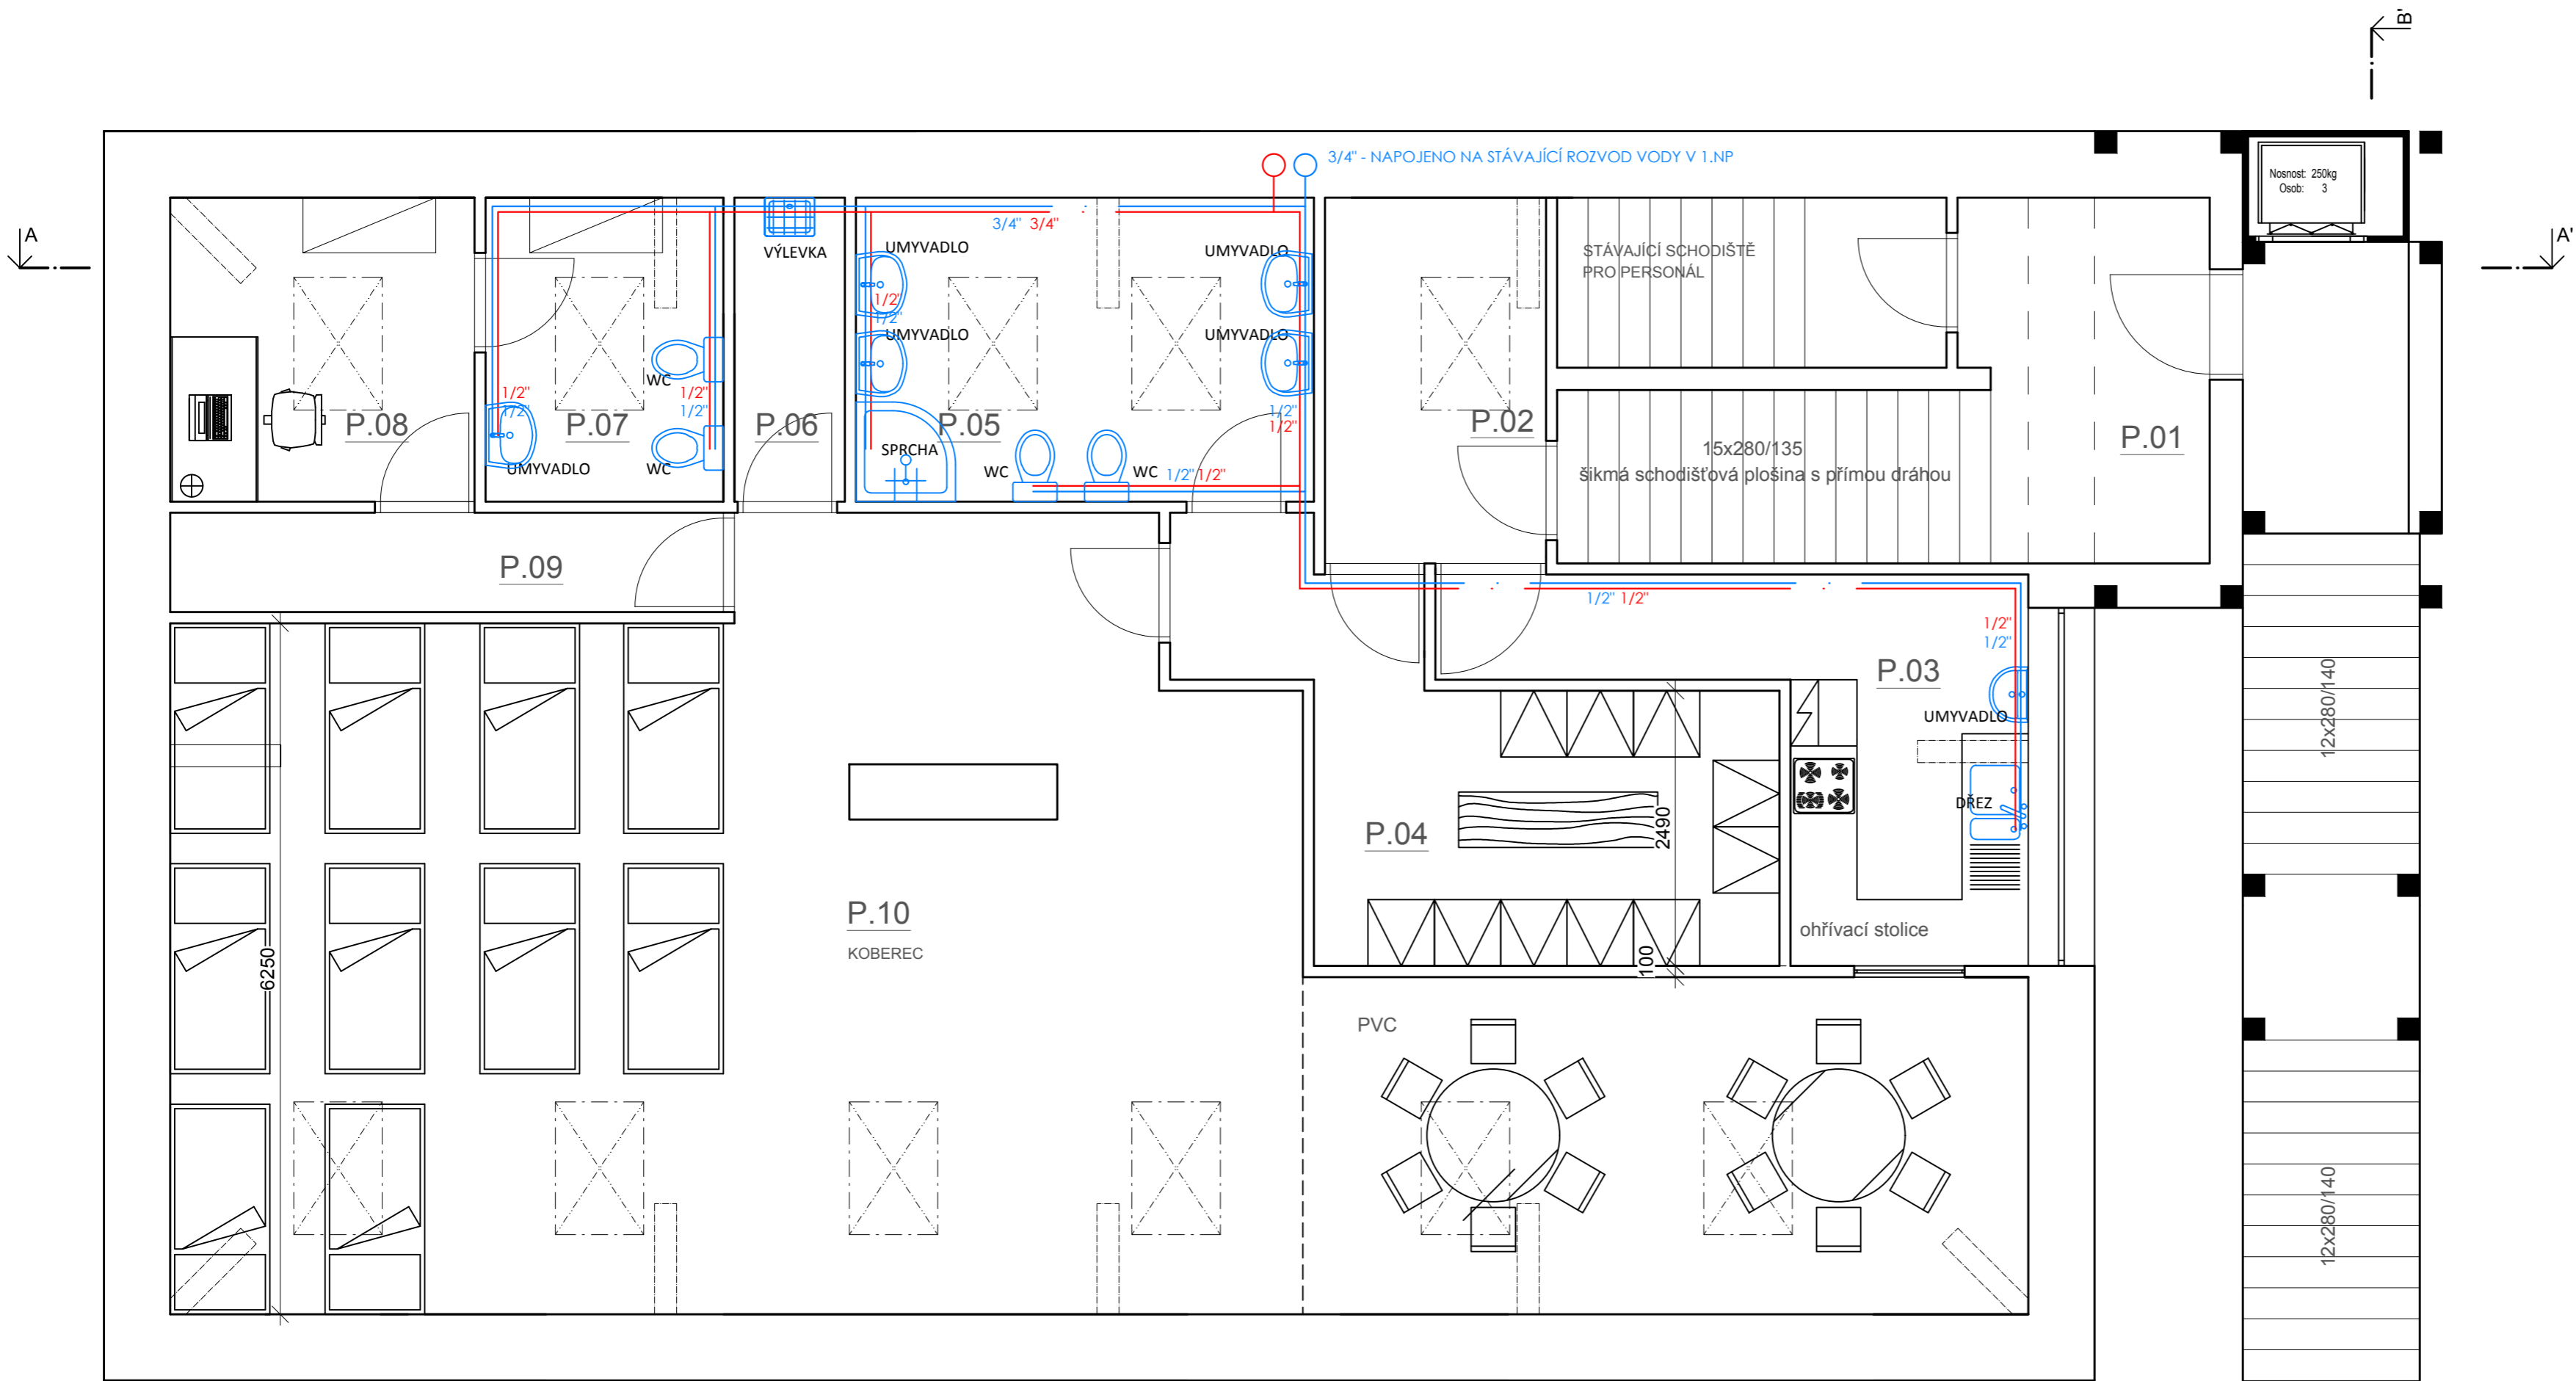 B'
3/4" - NAPOJENO NA STÁVAJÍCÍ ROZVOD VODY V 1.NP
Nosnost: 250kg
Osob: 3
A
A'
3/4" 3/4"
VÝLEVKA
UMYVADLO
UMYVADLO
STÁVAJÍCÍ SCHODIŠTĚ
PRO PERSONÁL
1/2"
1/2"
UMYVADLO
UMYVADLO
WC
1/2"
1/2"
1/2"
1/2"
1/2"
1/2"
P.08
P.07
P.06
P.05
P.02
P.01
UMYVADLO
WC
SPRCHA
WC
WC
1/2" 1/2"
15x280/135
šikmá schodišťová plošina s přímou dráhou
P.09
1/2" 1/2"
1/2"
1/2"
P.03
UMYVADLO
12x280/140
DŘEZ
P.04
2490
P.10
KOBEREC
ohřívací stolice
6250
100
PVC
12x280/140